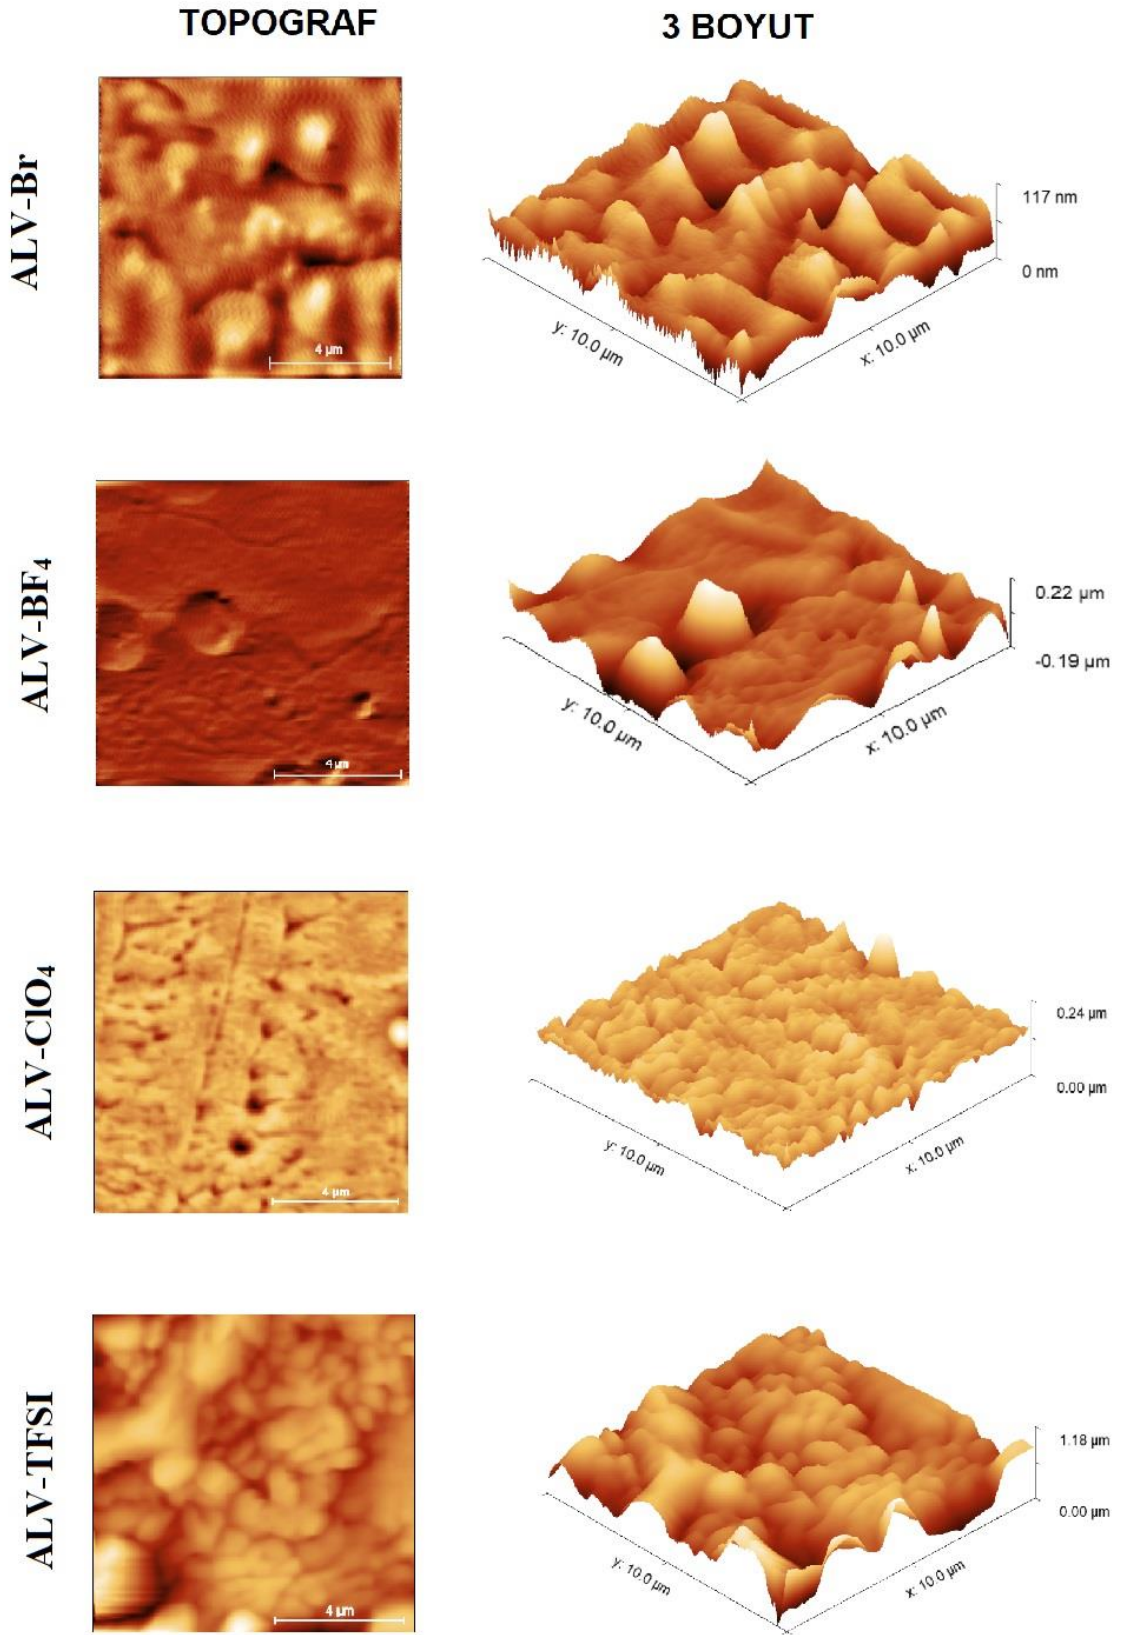 TOPOGRAF
3 BOYUT
ALV-Br
4 µm
117 nm
0 nm
y: 10.0 µm
x: 10.0 µm
ALV-BF₄
4 µm
0.22 µm
-0.19 µm
y: 10.0 µm
x: 10.0 µm
ALV-ClO₄
4 µm
0.24 µm
0.00 µm
y: 10.0 µm
x: 10.0 µm
ALV-TFSI
4 µm
1.18 µm
0.00 µm
y: 10.0 µm
x: 10.0 µm